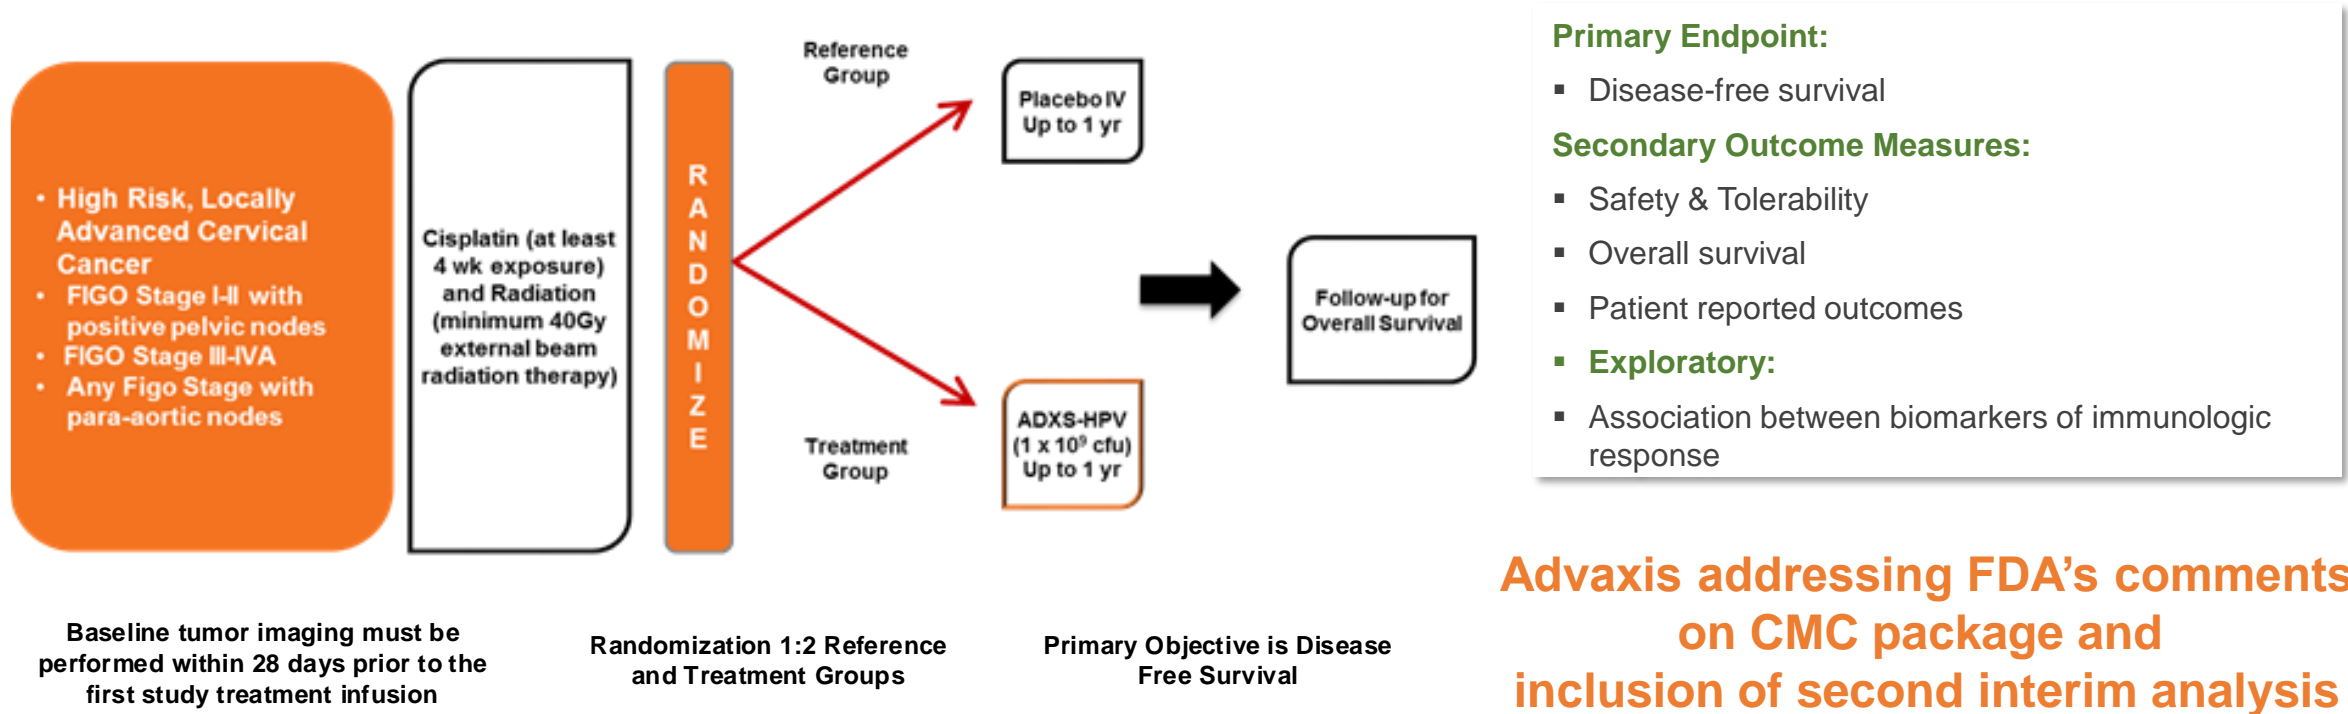 • High Risk, Locally
Advanced Cervical
Cancer
• FIGO Stage I-II with
positive pelvic nodes
• FIGO Stage III-IVA
• Any Figo Stage with
para-aortic nodes
Cisplatin (at least
4 wk exposure)
and Radiation
(minimum 40Gy
external beam
radiation therapy)
R
A
N
D
O
M
I
Z
E
Reference
Group
Placebo IV
Up to 1 yr
Treatment
Group
ADXS-HPV
(1 x 10⁹ cfu)
Up to 1 yr
Follow-up for
Overall Survival
Primary Endpoint:
▪ Disease-free survival
Secondary Outcome Measures:
▪ Safety & Tolerability
▪ Overall survival
▪ Patient reported outcomes
▪ Exploratory:
▪ Association between biomarkers of immunologic
response
Baseline tumor imaging must be
performed within 28 days prior to the
first study treatment infusion
Randomization 1:2 Reference
and Treatment Groups
Primary Objective is Disease
Free Survival
Advaxis addressing FDA’s comments
on CMC package and
inclusion of second interim analysis